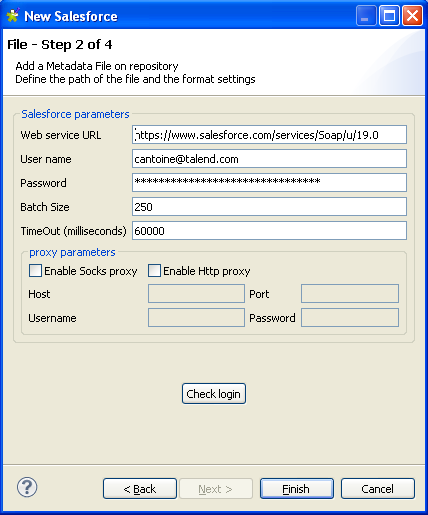 New Salesforce
File - Step 2 of 4
Add a Metadata File on repository
Define the path of the file and the format settings
Salesforce parameters
Web service URL https://www.salesforce.com/services/Soap/u/19.0
User name cantoine@talend.com
Password *******************************
Batch Size 250
TimeOut (milliseconds) 60000
proxy parameters
Enable Socks proxy Enable Http proxy
Host Port
Username Password
Check login
? < Back Next > Finish Cancel